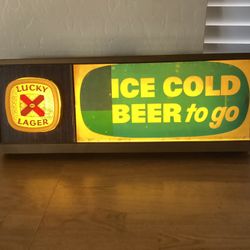 LUCKY
LAGER
ICE COLD
BEER to go